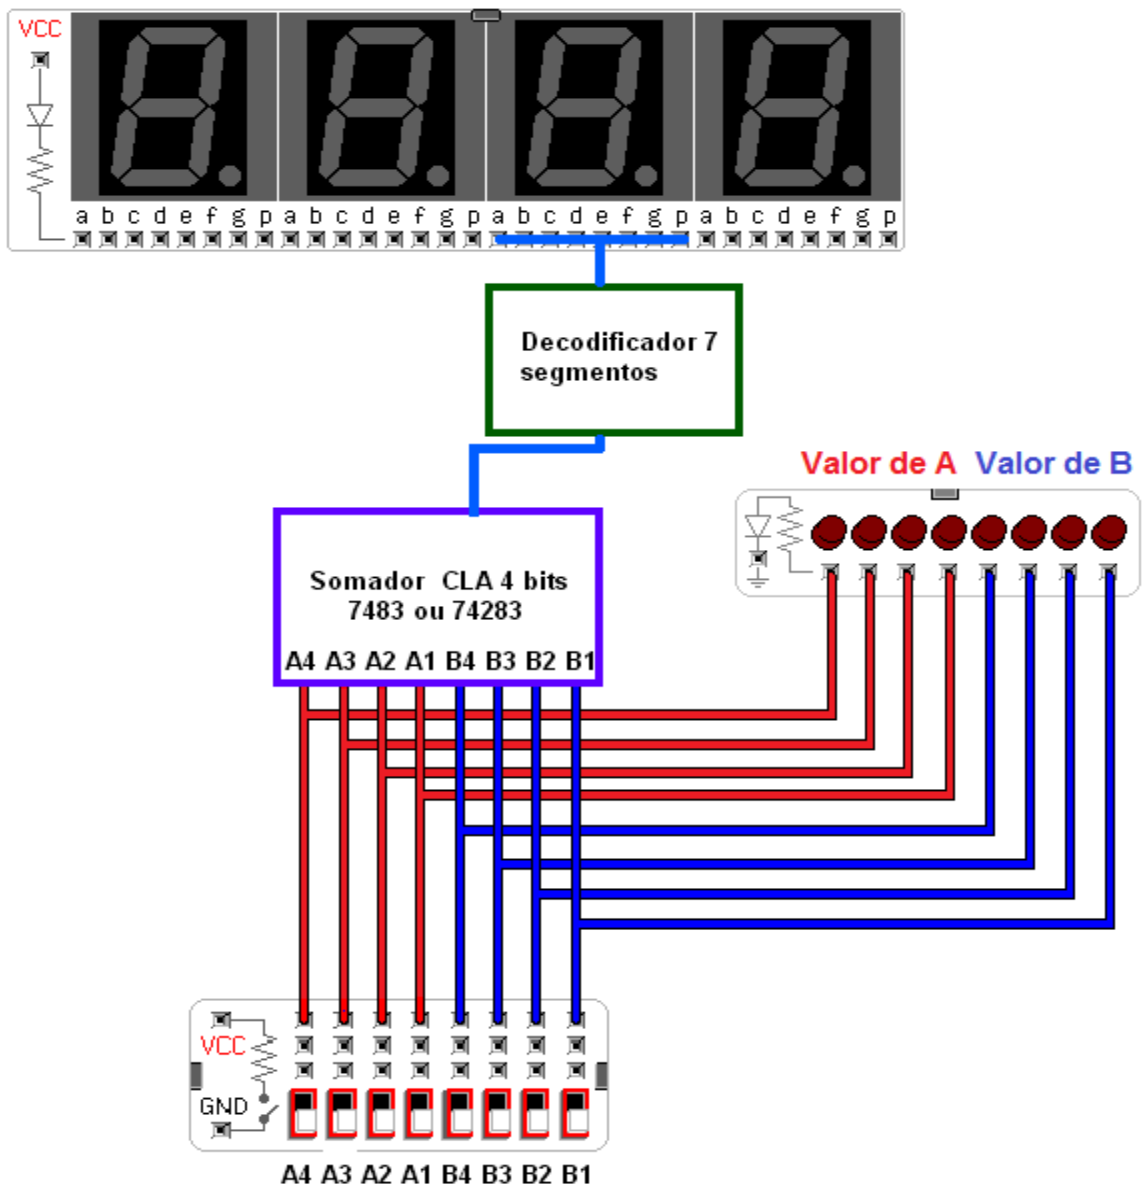 VCC
a b c d e f g p a b c d e f g p a b c d e f g p a b c d e f g p
Decodificador 7
segmentos
Valor de A Valor de B
Somador CLA 4 bits
7483 ou 74283
A4 A3 A2 A1 B4 B3 B2 B1
VCC
GND
A4 A3 A2 A1 B4 B3 B2 B1